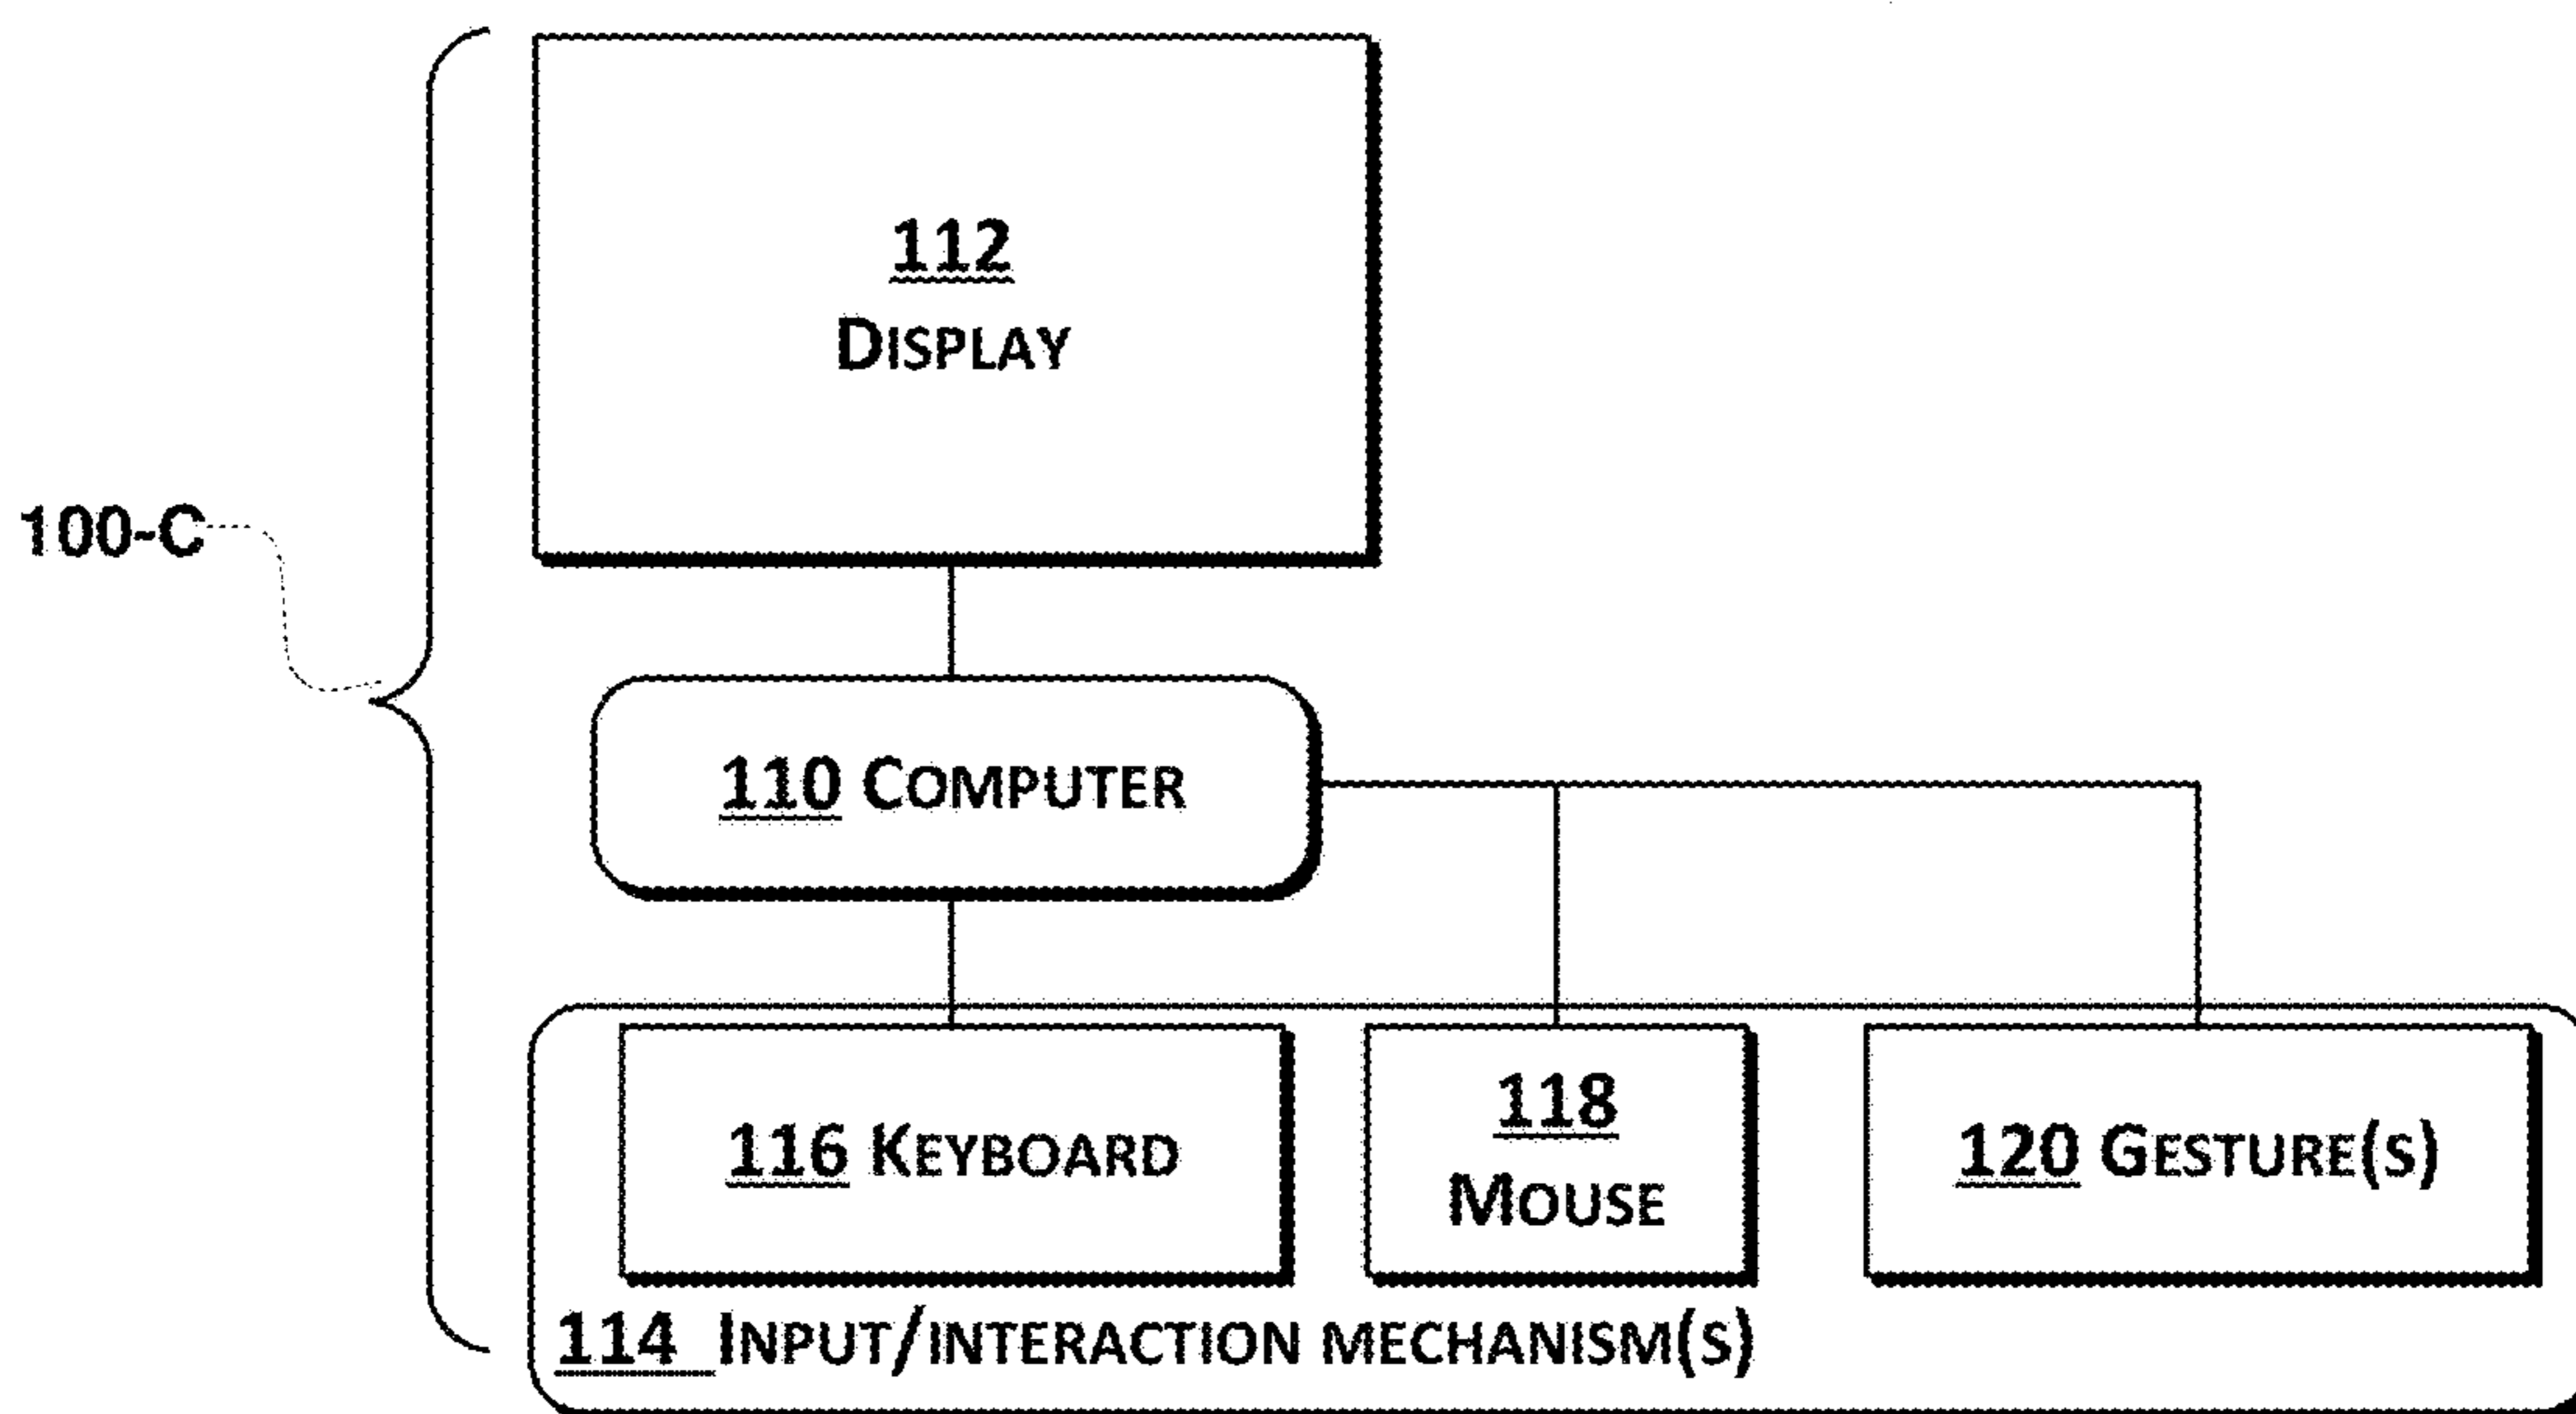 112
DISPLAY
100-C
110 COMPUTER
116 KEYBOARD
118
MOUSE
120 GESTURE(S)
114 INPUT/INTERACTION MECHANISM(S)